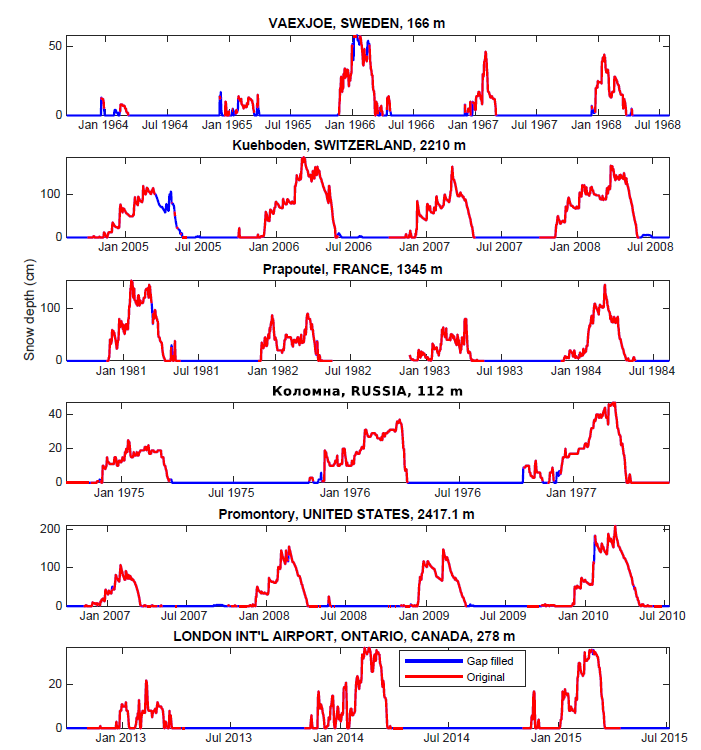 VAEXJOE, SWEDEN, 166 m
50
0
Jan 1964 Jul 1964 Jan 1965 Jul 1965 Jan 1966 Jul 1966 Jan 1967 Jul 1967 Jan 1968 Jul 1968
Kuehboden, SWITZERLAND, 2210 m
100
0
Jan 2005 Jul 2005 Jan 2006 Jul 2006 Jan 2007 Jul 2007 Jan 2008 Jul 2008
Snow depth (cm)
Prapoutel, FRANCE, 1345 m
100
0
Jan 1981 Jul 1981 Jan 1982 Jul 1982 Jan 1983 Jul 1983 Jan 1984 Jul 1984
Коломна, RUSSIA, 112 m
40
20
0
Jan 1975 Jul 1975 Jan 1976 Jul 1976 Jan 1977
Promontory, UNITED STATES, 2417.1 m
200
100
0
Jan 2007 Jul 2007 Jan 2008 Jul 2008 Jan 2009 Jul 2009 Jan 2010 Jul 2010
LONDON INT'L AIRPORT, ONTARIO, CANADA, 278 m
Gap filled
Original
20
0
Jan 2013 Jul 2013 Jan 2014 Jul 2014 Jan 2015 Jul 2015